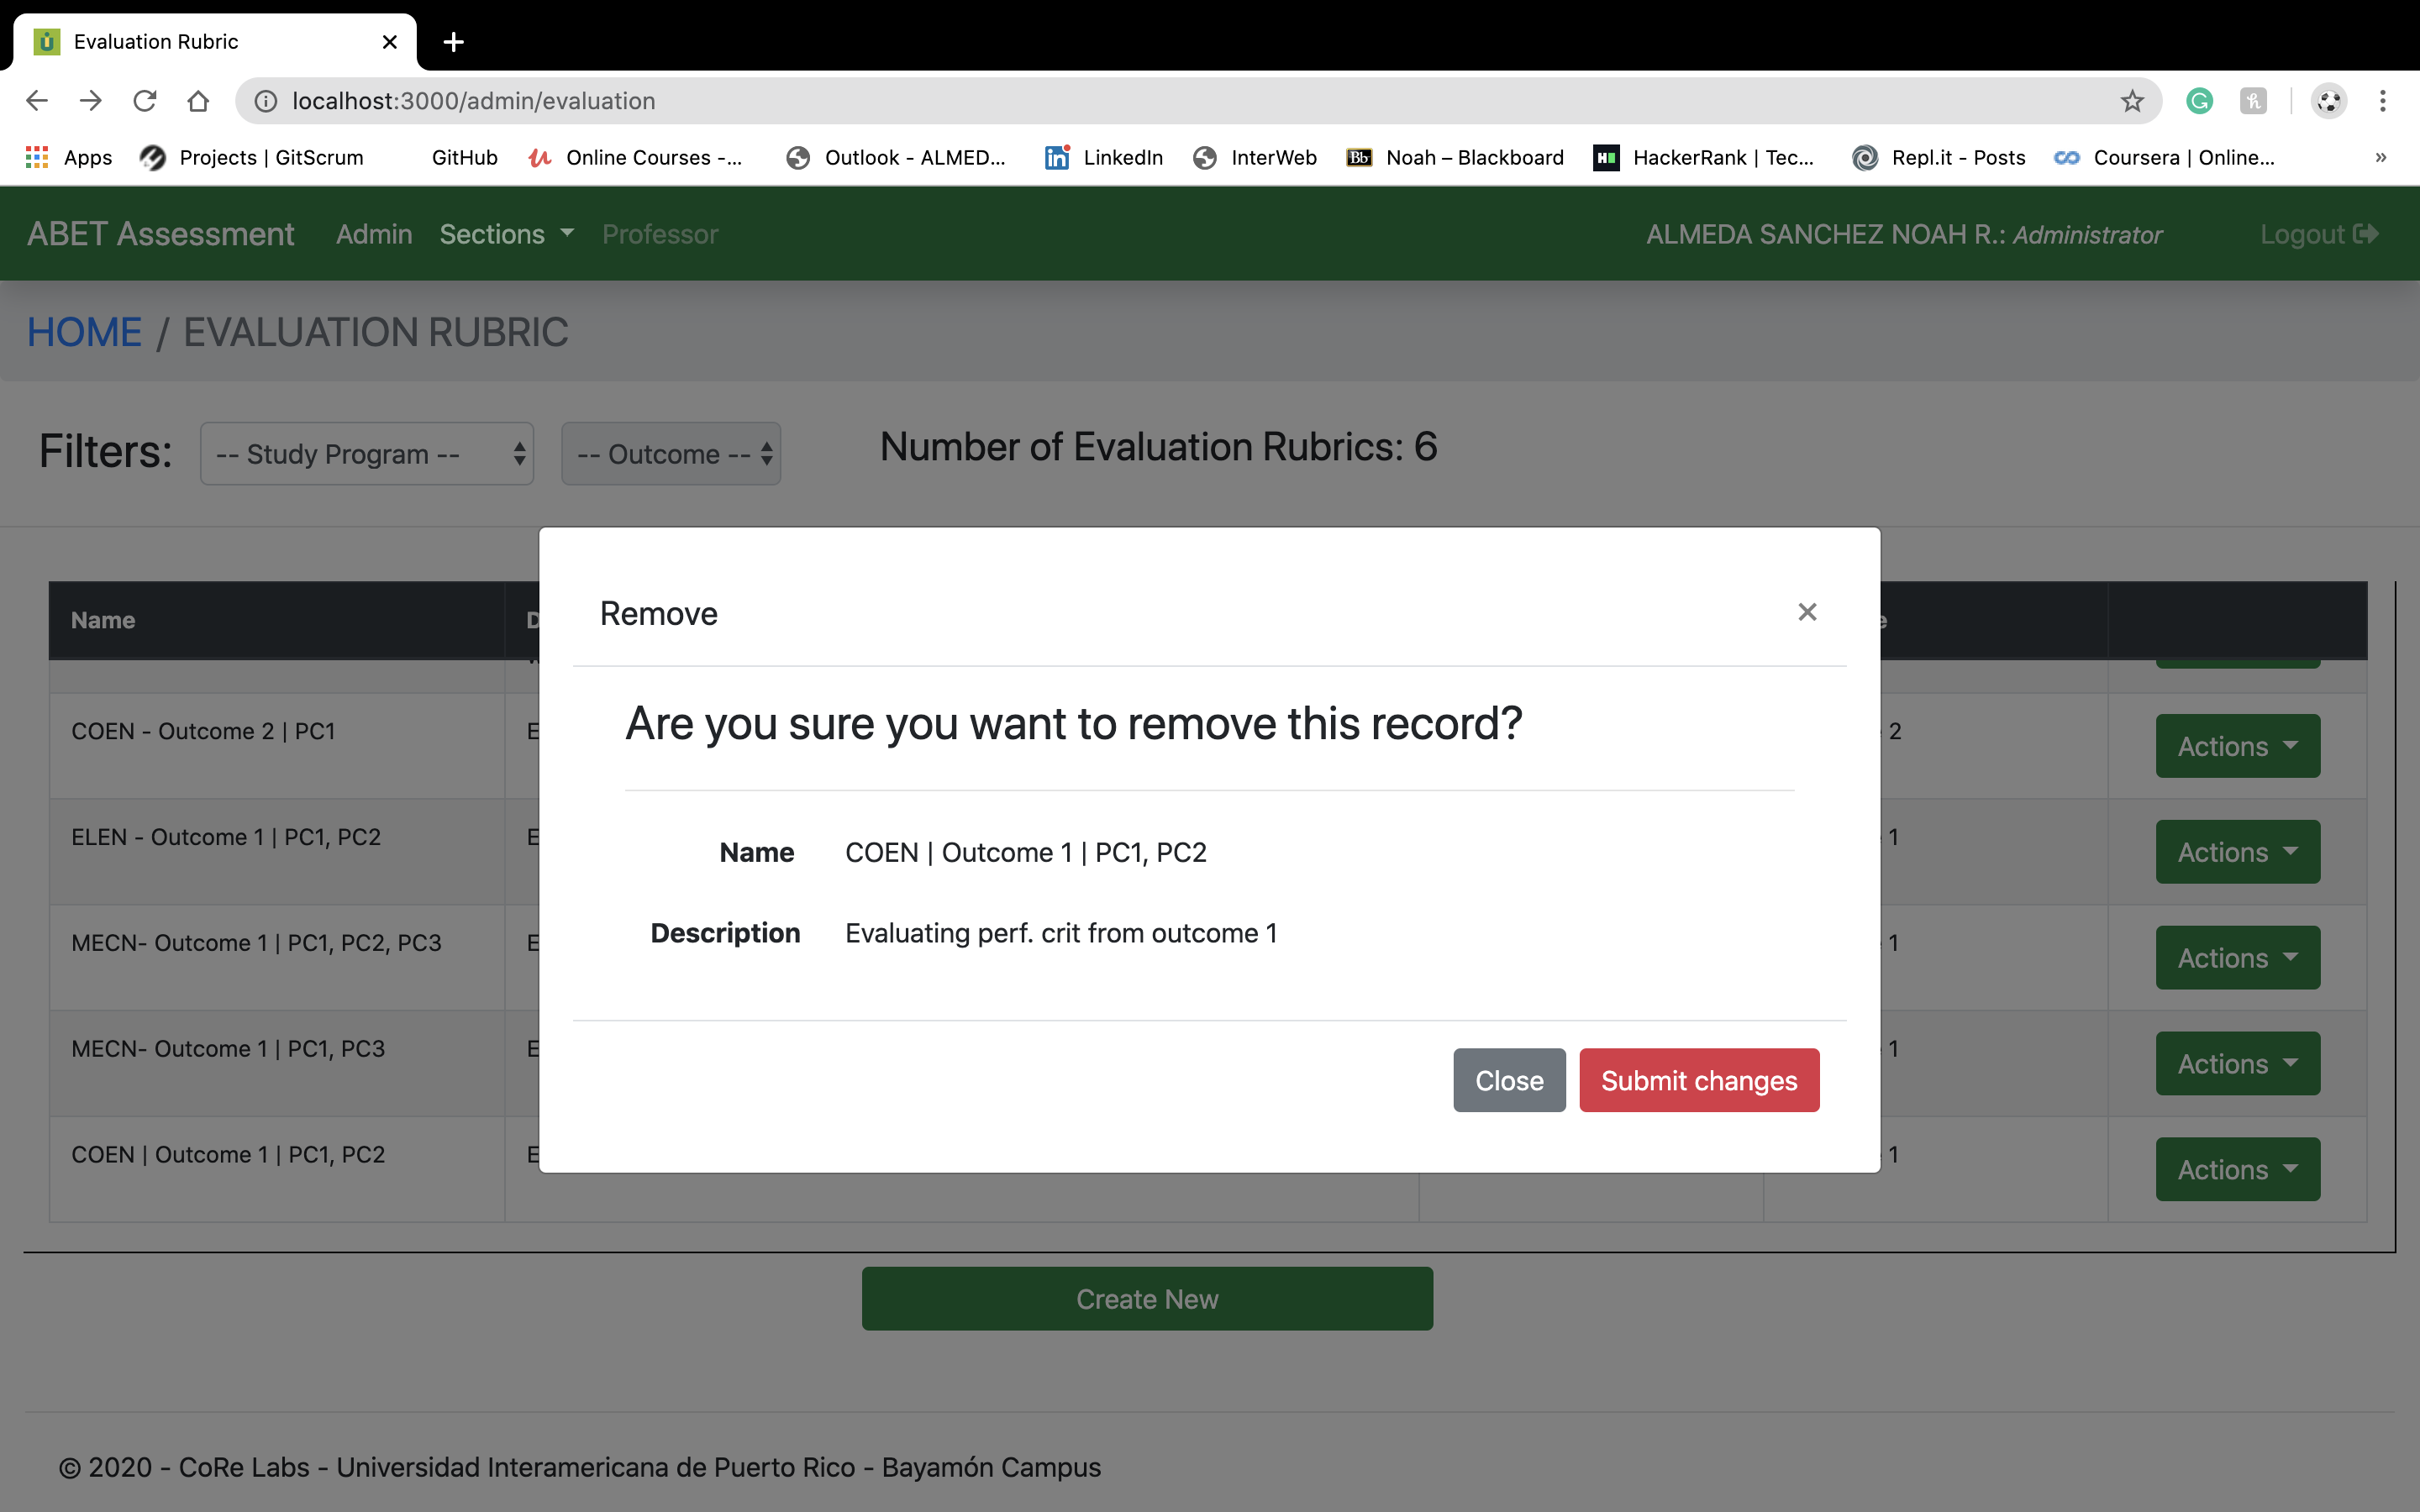 Evaluation Rubric
localhost:3000/admin/evaluation
Apps Projects | GitScrum GitHub Online Courses -... Outlook - ALMED... LinkedIn InterWeb Bb Noah – Blackboard Hackerrank | Tec... Repl.it - Posts Coursera | Online... »
ABET Assessment Admin Sections Professor ALMEDA SANCHEZ NOAH R.: Administrator Logout
HOME / EVALUATION RUBRIC
Filters: -- Study Program -- -- Outcome -- Number of Evaluation Rubrics: 6
Remove ×
Are you sure you want to remove this record?
Name COEN | Outcome 1 | PC1, PC2
Description Evaluating perf. crit from outcome 1
Close Submit changes
Name D e
COEN - Outcome 2 | PC1 E 2 Actions
ELEN - Outcome 1 | PC1, PC2 E 1 Actions
MECN- Outcome 1 | PC1, PC2, PC3 E 1 Actions
MECN- Outcome 1 | PC1, PC3 E 1 Actions
COEN | Outcome 1 | PC1, PC2 E 1 Actions
Create New
© 2020 - CoRe Labs - Universidad Interamericana de Puerto Rico - Bayamón Campus